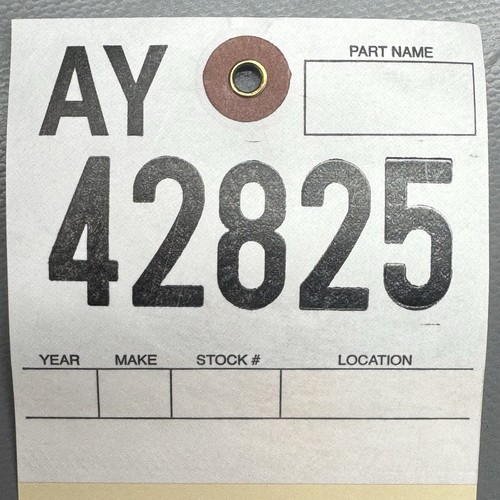 AY
PART NAME
42825
YEAR MAKE STOCK # LOCATION